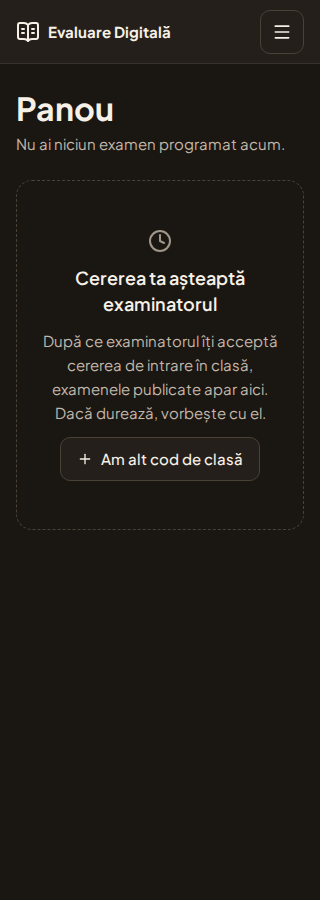 Evaluare Digitală
Panou
Nu ai niciun examen programat acum.
Cererea ta așteaptă
examinatorul
După ce examinatorul îți acceptă
cererea de intrare în clasă,
examenele publicate apar aici.
Dacă durează, vorbește cu el.
Am alt cod de clasă